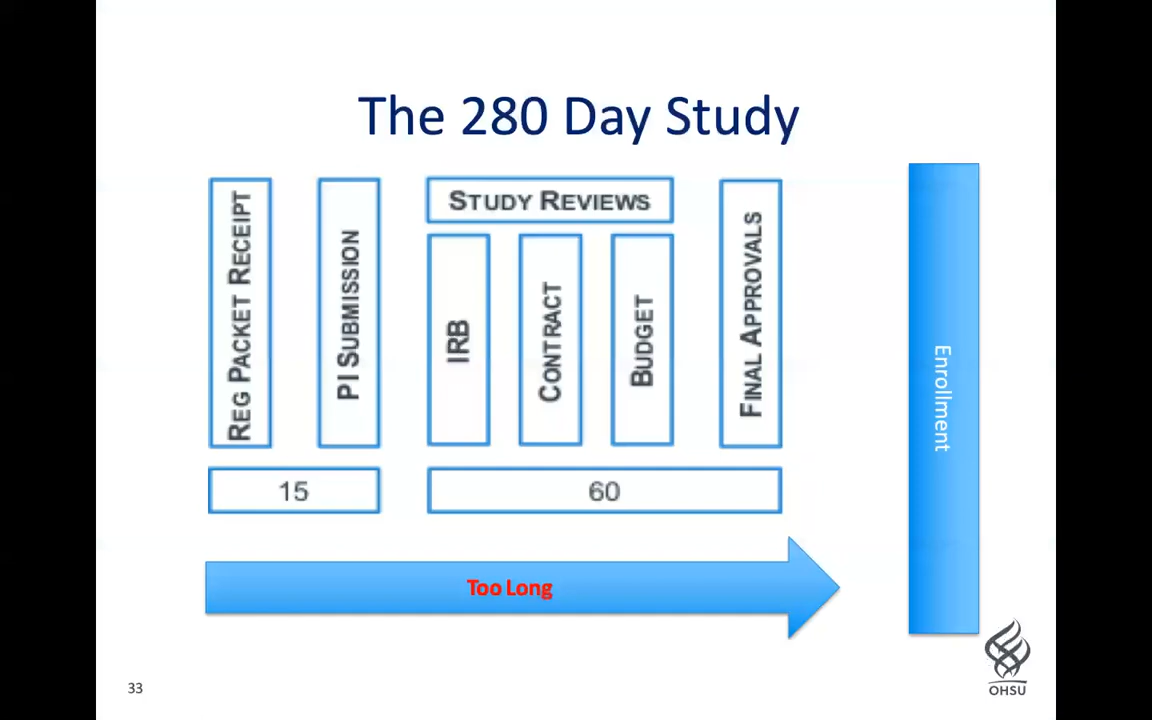 The 280 Day Study
REG PACKET RECEIPT
PI SUBMISSION
STUDY REVIEWS
IRB
CONTRACT
BUDGET
FINAL APPROVALS
Enrollment
15
60
Too Long
33
OHSU